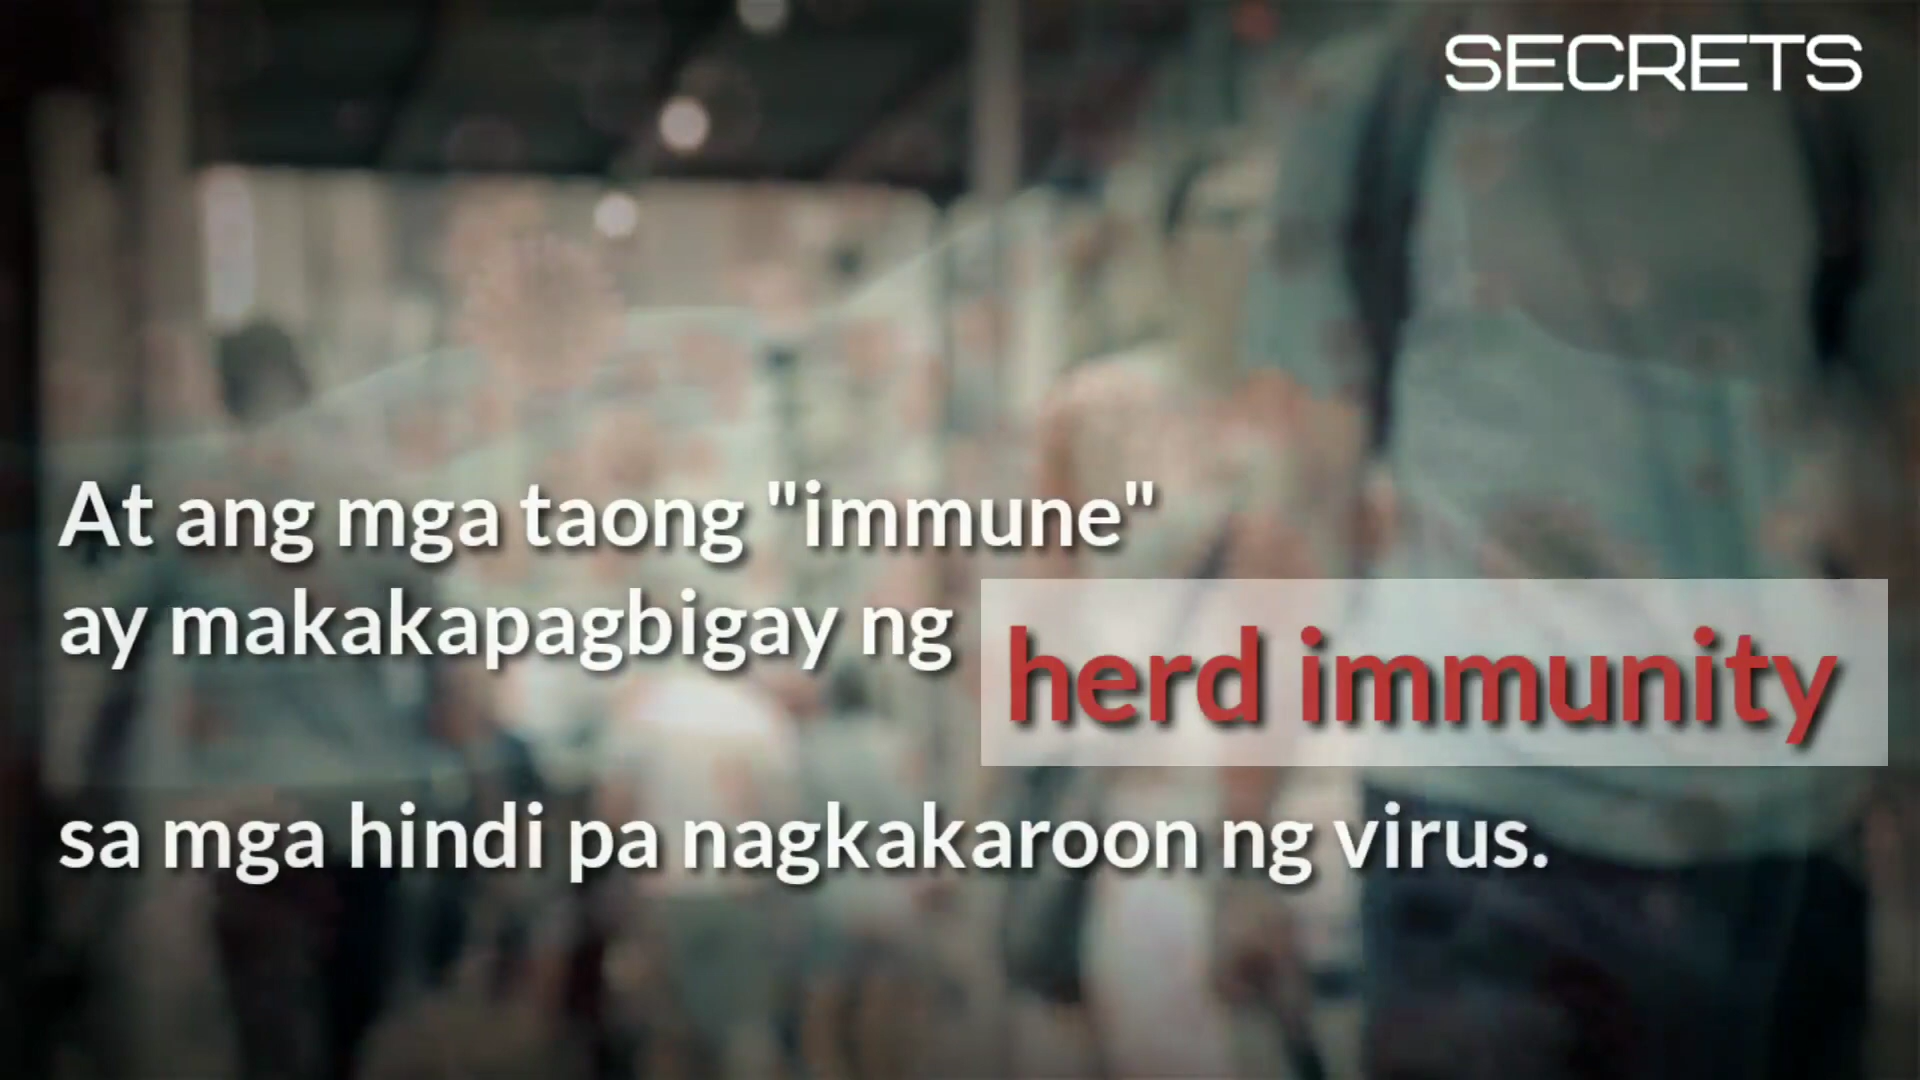 SECRETS
At ang mga taong "immune"
ay makakapagbigay ng herd immunity
sa mga hindi pa nagkakaroon ng virus.